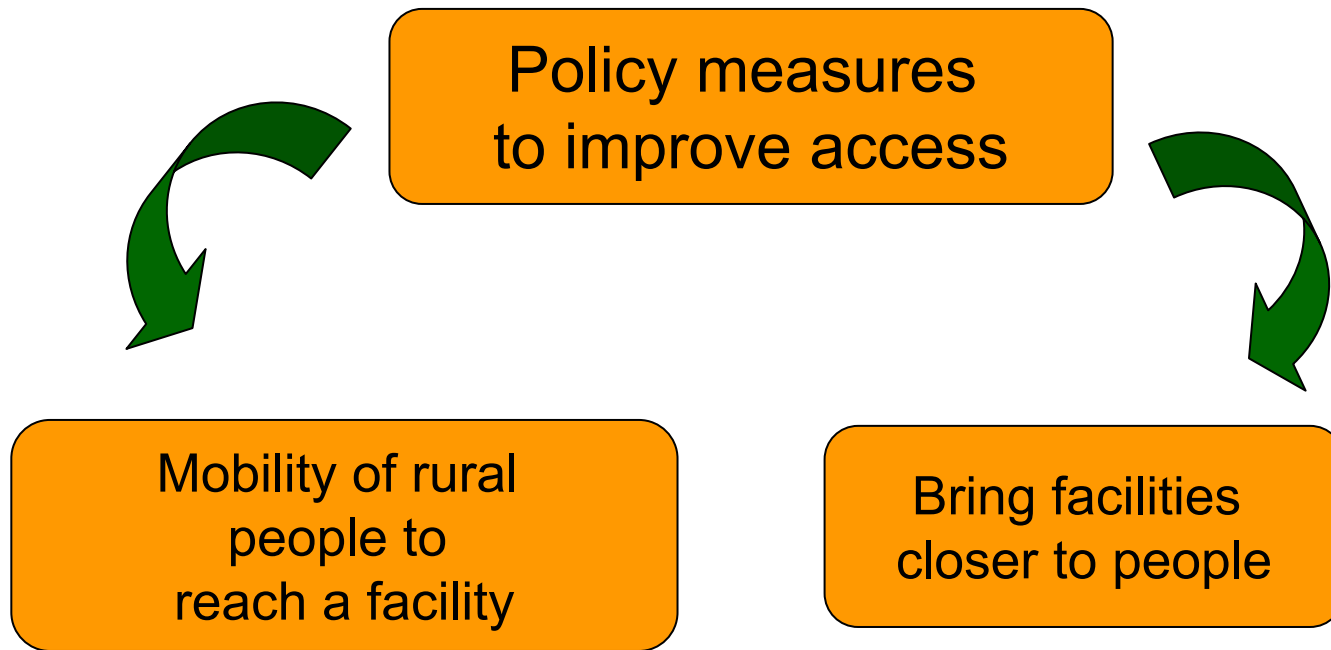 Policy measures
to improve access
Mobility of rural
people to
reach a facility
Bring facilities
closer to people